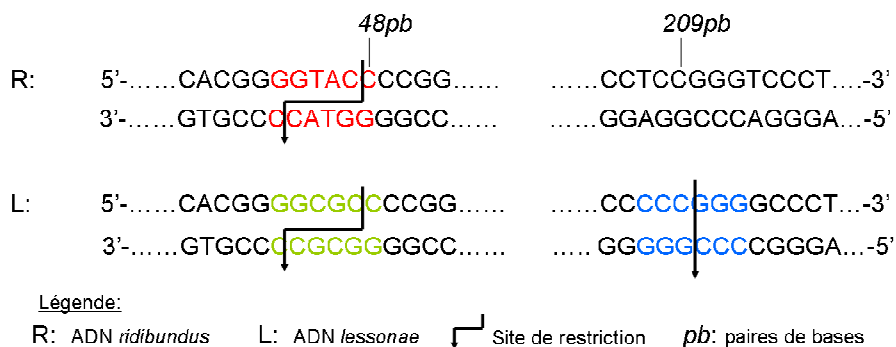 48pb 209pb
R: 5’-……CACGGGGTACCCCGG…… ……CCTCCGGGTCCCT….-3’
3’-……GTGCCCCATGGGGCC…… ……GGAGGCCCAGGGA…-5’
L: 5’-……CACGGGGCGCCCCGG…… ……CCCCCGGGGCCCT…-3’
3’-……GTGCCCCGCGGGGCC…… …..GGGGGCCCCGGGA…-5’
Légende:
R: ADN ridibundus L: ADN lessonae Site de restriction pb: paires de bases